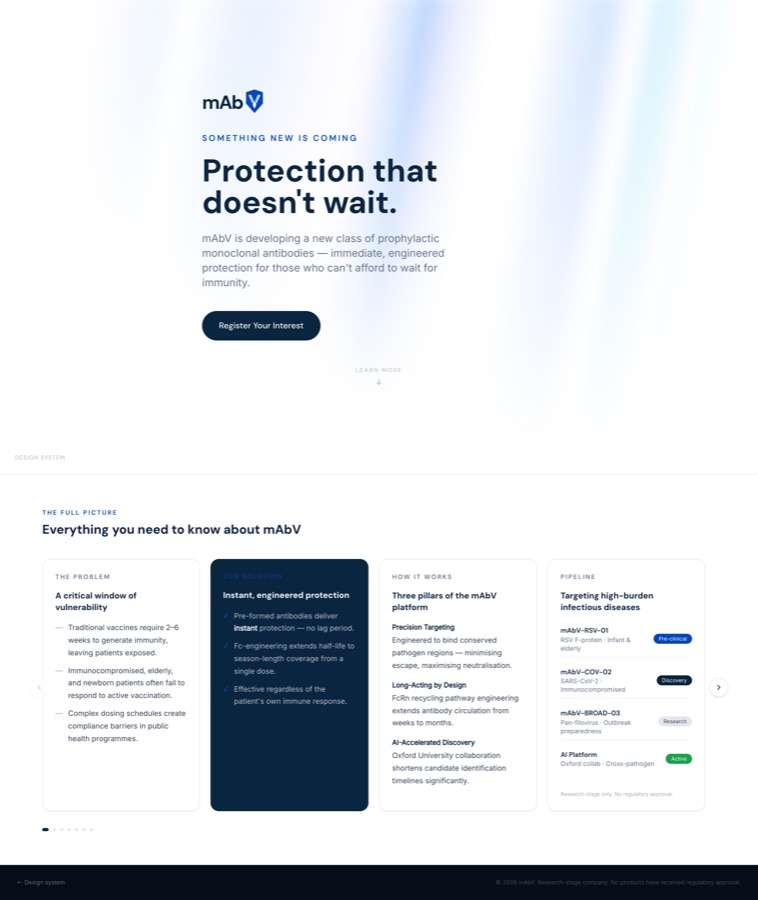 mAb V
SOMETHING NEW IS COMING
Protection that
doesn't wait.
mAbV is developing a new class of prophylactic
monoclonal antibodies — immediate, engineered
protection for those who can't afford to wait for
immunity.
Register Your Interest
LEARN MORE
↓
DESIGN SYSTEM
THE FULL PICTURE
Everything you need to know about mAbV
THE PROBLEM
A critical window of
vulnerability
— Traditional vaccines require 2–6
weeks to generate immunity,
leaving patients exposed.
— Immunocompromised, elderly,
and newborn patients often fail to
respond to active vaccination.
— Complex dosing schedules create
compliance barriers in public
health programmes.
OUR SOLUTION
Instant, engineered protection
✓ Pre-formed antibodies deliver
instant protection — no lag period.
✓ Fc-engineering extends half-life to
season-length coverage from a
single dose.
✓ Effective regardless of the
patient's own immune response.
HOW IT WORKS
Three pillars of the mAbV
platform
Precision Targeting
Engineered to bind conserved
pathogen regions — minimising
escape, maximising neutralisation.
Long-Acting by Design
FcRn recycling pathway engineering
extends antibody circulation from
weeks to months.
AI-Accelerated Discovery
Oxford University collaboration
shortens candidate identification
timelines significantly.
PIPELINE
Targeting high-burden
infectious diseases
mAbV-RSV-01
RSV F-protein · Infant &
elderly
Pre-clinical
mAbV-COV-02
SARS-CoV-2 ·
Immunocompromised
Discovery
mAbV-BROAD-03
Pan-filovirus · Outbreak
preparedness
Research
AI Platform
Oxford collab · Cross-pathogen
Active
Research-stage only. No regulatory approval.
← Design system
© 2026 mAbV. Research-stage company. No products have received regulatory approval.